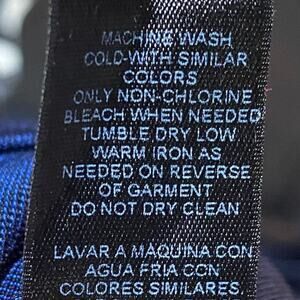 MACHINE WASH
COLD-WITH SIMILAR
COLORS
ONLY NON-CHLORINE
BLEACH WHEN NEEDED
TUMBLE DRY LOW
WARM IRON AS
NEEDED ON REVERSE
OF GARMENT
DO NOT DRY CLEAN
LAVAR A MAQUINA CON
AGUA FRIA CON
COLORES SIMILARES.